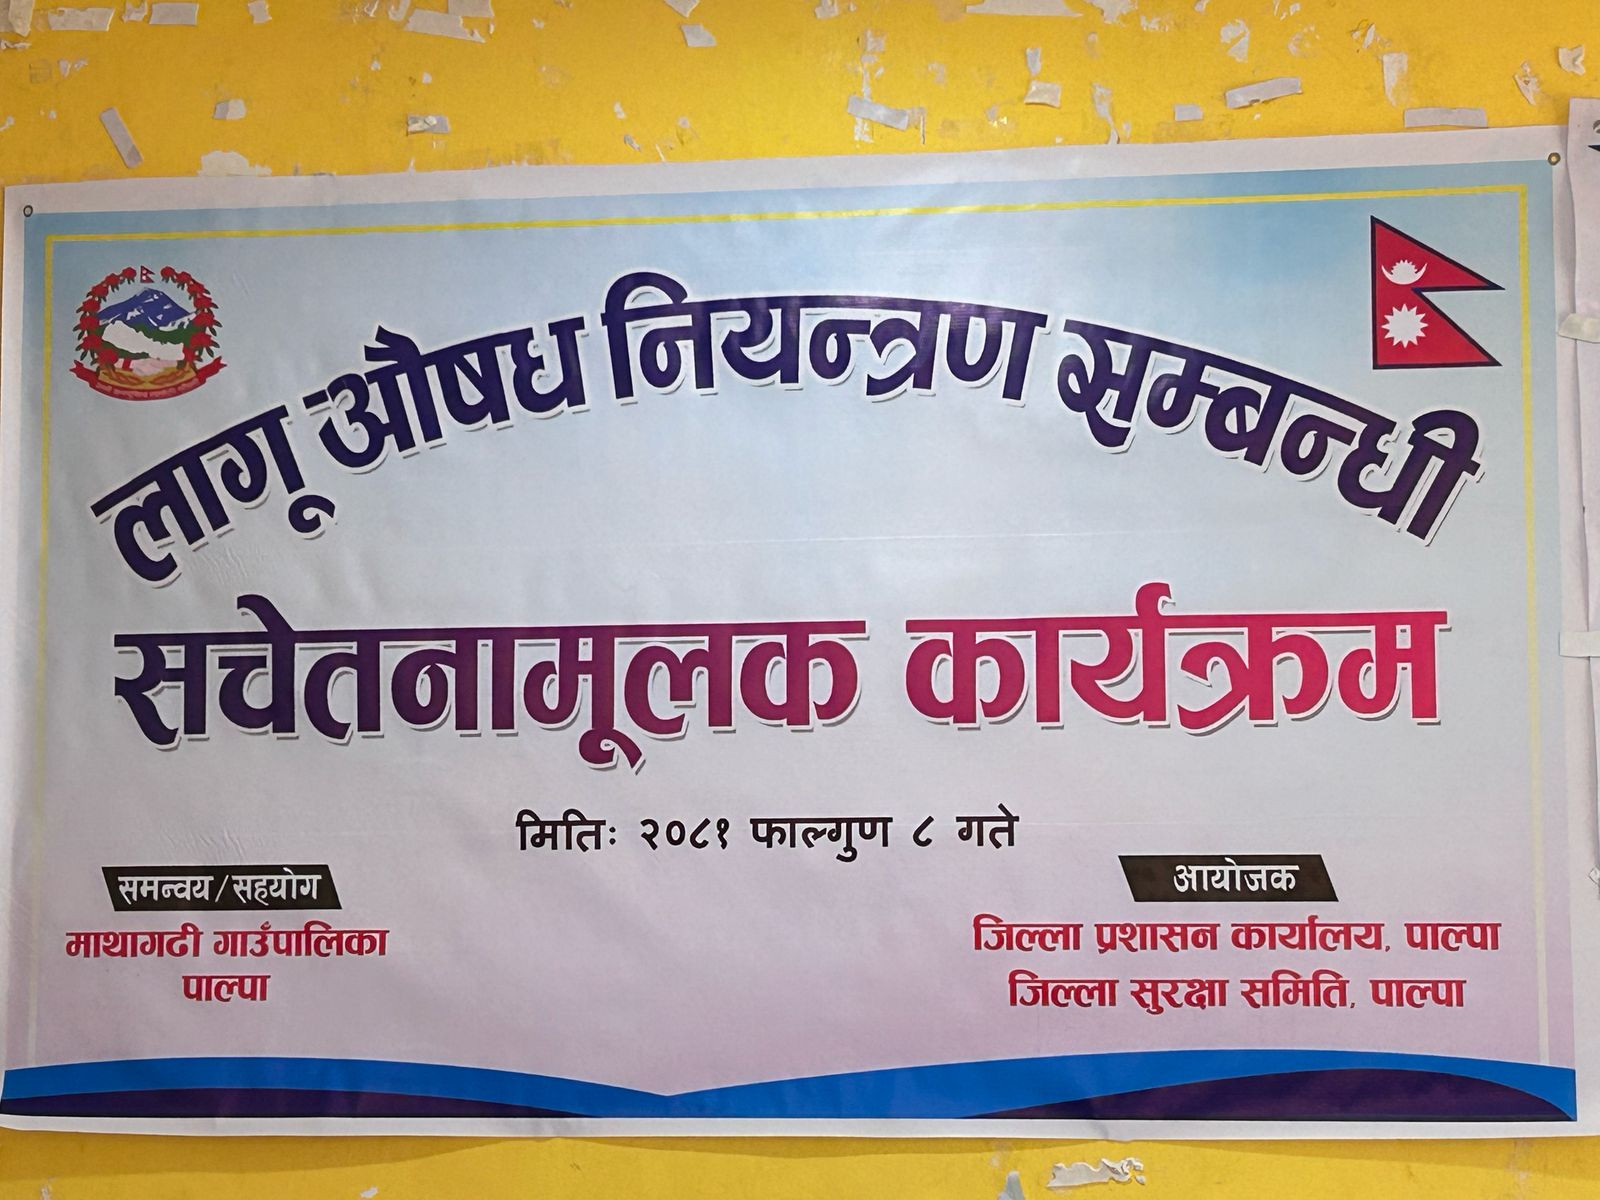 लागू औषध नियन्त्रण सम्बन्धी
सचेतनामूलक कार्यक्रम
मितिः २०८१ फाल्गुण ८ गते
समन्वय/सहयोग
माथागढी गाउँपालिका
पाल्पा
आयोजक
जिल्ला प्रशासन कार्यालय, पाल्पा
जिल्ला सुरक्षा समिति, पाल्पा